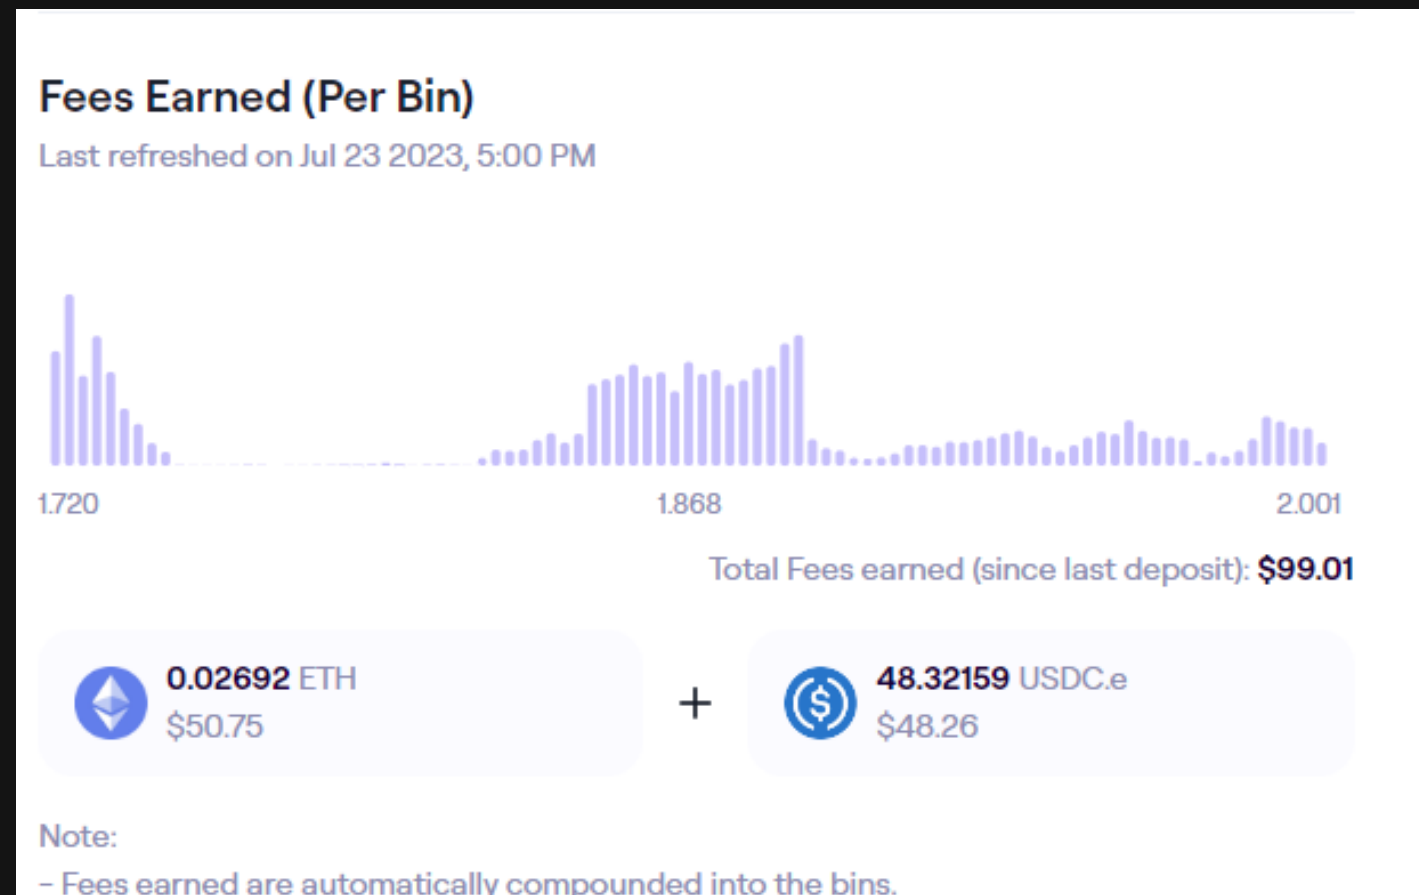 Fees Earned (Per Bin)
Last refreshed on Jul 23 2023, 5:00 PM
1.720 1.868 2.001
Total Fees earned (since last deposit): $99.01
0.02692 ETH
$50.75
+
48.32159 USDC.e
$48.26
Note:
- Fees earned are automatically compounded into the bins.